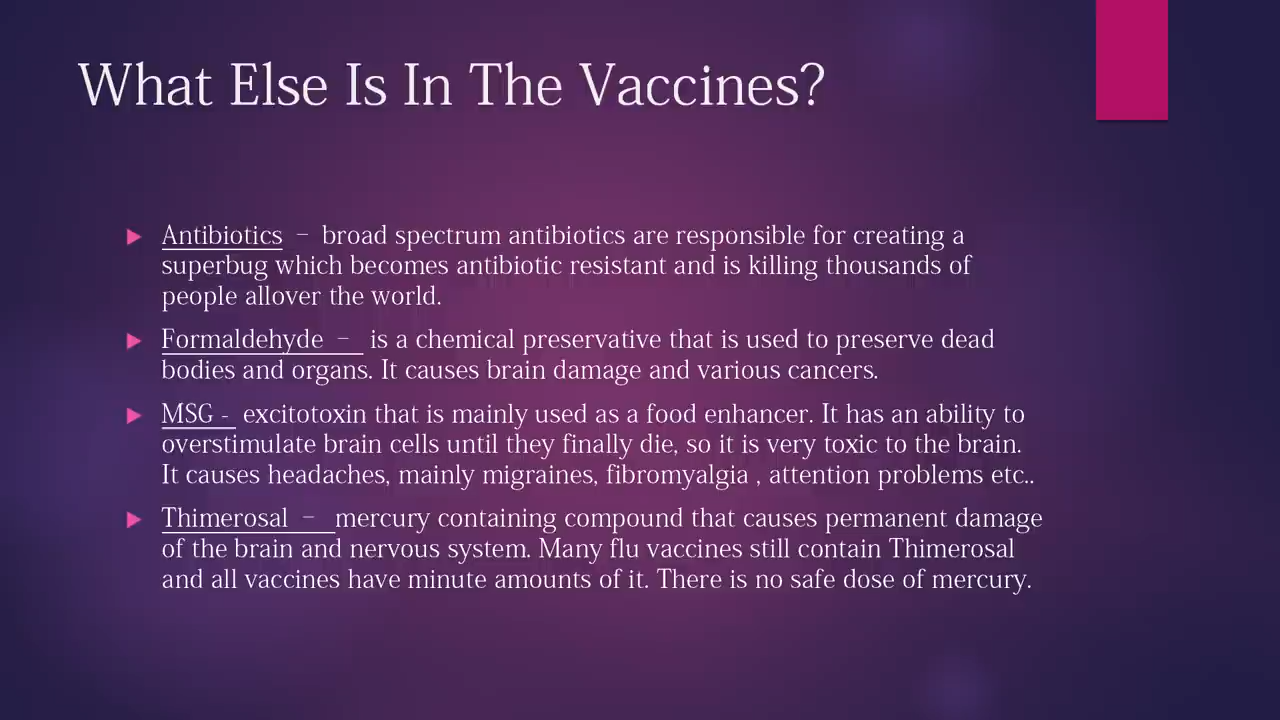 What Else Is In The Vaccines?
Antibiotics – broad spectrum antibiotics are responsible for creating a
superbug which becomes antibiotic resistant and is killing thousands of
people allover the world.
Formaldehyde – is a chemical preservative that is used to preserve dead
bodies and organs. It causes brain damage and various cancers.
MSG - excitotoxin that is mainly used as a food enhancer. It has an ability to
overstimulate brain cells until they finally die, so it is very toxic to the brain.
It causes headaches, mainly migraines, fibromyalgia , attention problems etc..
Thimerosal – mercury containing compound that causes permanent damage
of the brain and nervous system. Many flu vaccines still contain Thimerosal
and all vaccines have minute amounts of it. There is no safe dose of mercury.